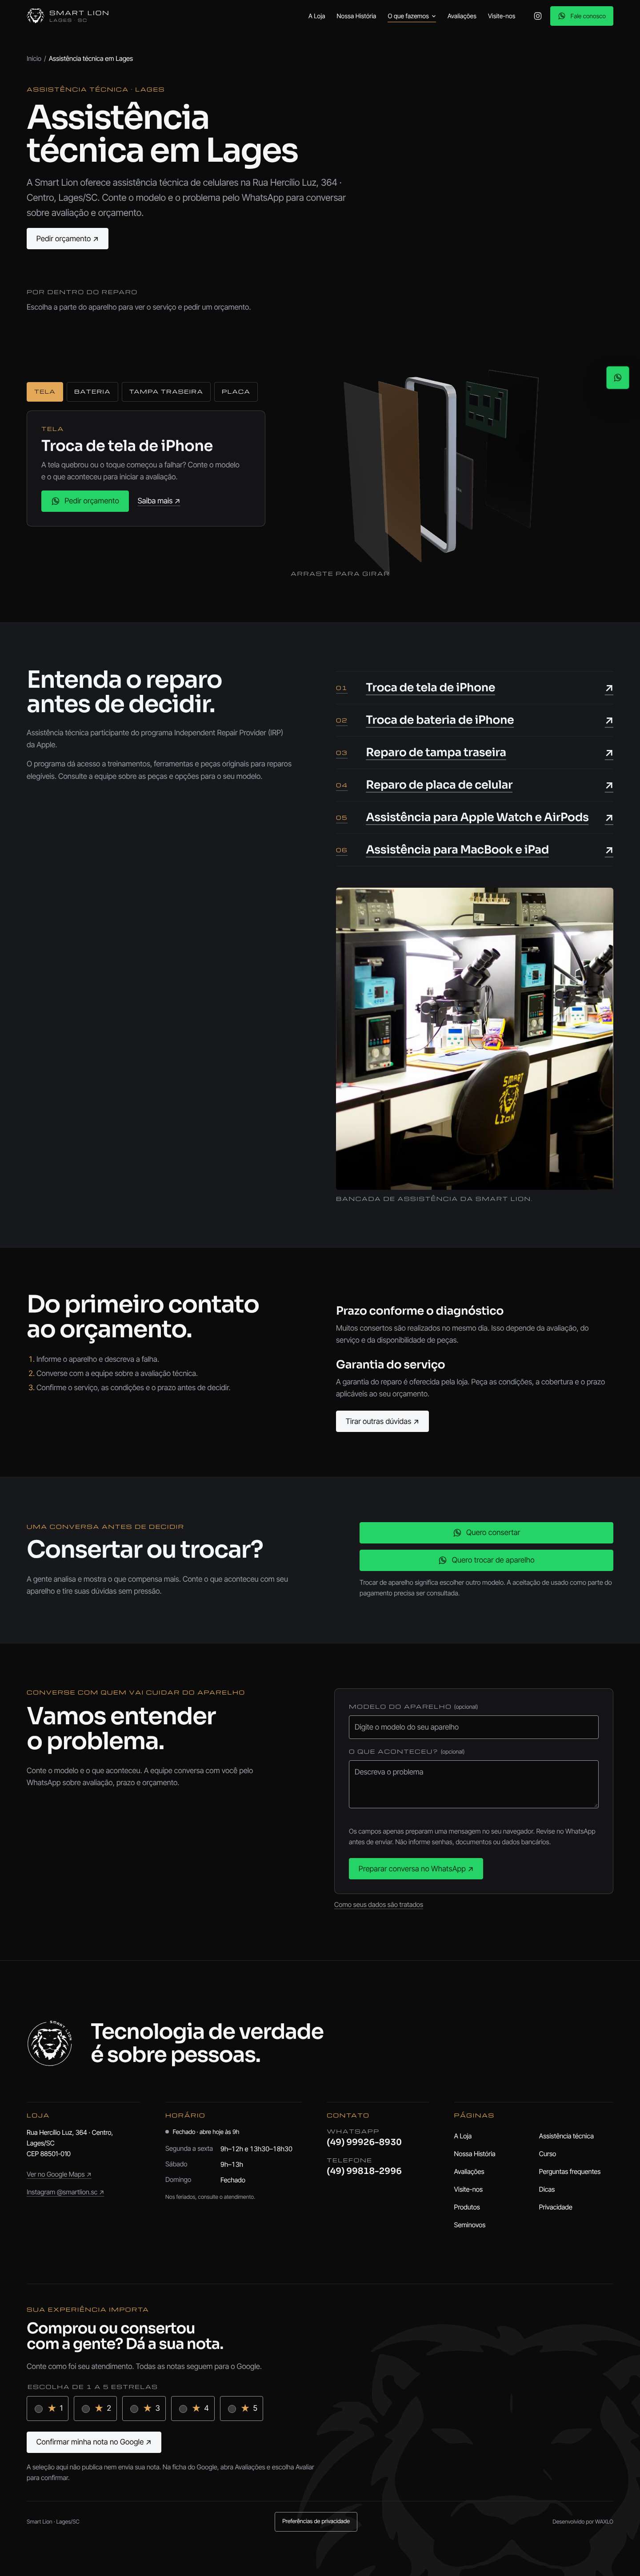 SMART LION
LAGES · SC
A Loja
Nossa História
O que fazemos
Avaliações
Visite-nos
Fale conosco
Início / Assistência técnica em Lages
ASSISTÊNCIA TÉCNICA · LAGES
Assistência
técnica em Lages
A Smart Lion oferece assistência técnica de celulares na Rua Hercílio Luz, 364 ·
Centro, Lages/SC. Conte o modelo e o problema pelo WhatsApp para conversar
sobre avaliação e orçamento.
Pedir orçamento ↗
POR DENTRO DO REPARO
Escolha a parte do aparelho para ver o serviço e pedir um orçamento.
TELA
BATERIA
TAMPA TRASEIRA
PLACA
TELA
Troca de tela de iPhone
A tela quebrou ou o toque começou a falhar? Conte o modelo
e o que aconteceu para iniciar a avaliação.
Pedir orçamento
Saiba mais ↗
ARRASTE PARA GIRAR
Entenda o reparo
antes de decidir.
Assistência técnica participante do programa Independent Repair Provider (IRP)
da Apple.
O programa dá acesso a treinamentos, ferramentas e peças originais para reparos
elegíveis. Consulte a equipe sobre as peças e opções para o seu modelo.
01 Troca de tela de iPhone ↗
02 Troca de bateria de iPhone ↗
03 Reparo de tampa traseira ↗
04 Reparo de placa de celular ↗
05 Assistência para Apple Watch e AirPods ↗
06 Assistência para MacBook e iPad ↗
SMART
LION
BANCADA DE ASSISTÊNCIA DA SMART LION.
Do primeiro contato
ao orçamento.
1. Informe o aparelho e descreva a falha.
2. Converse com a equipe sobre a avaliação técnica.
3. Confirme o serviço, as condições e o prazo antes de decidir.
Prazo conforme o diagnóstico
Muitos consertos são realizados no mesmo dia. Isso depende da avaliação, do
serviço e da disponibilidade de peças.
Garantia do serviço
A garantia do reparo é oferecida pela loja. Peça as condições, a cobertura e o prazo
aplicáveis ao seu orçamento.
Tirar outras dúvidas ↗
UMA CONVERSA ANTES DE DECIDIR
Consertar ou trocar?
A gente analisa e mostra o que compensa mais. Conte o que aconteceu com seu
aparelho e tire suas dúvidas sem pressão.
Quero consertar
Quero trocar de aparelho
Trocar de aparelho significa escolher outro modelo. A aceitação de usado como parte do
pagamento precisa ser consultada.
CONVERSE COM QUEM VAI CUIDAR DO APARELHO
Vamos entender
o problema.
Conte o modelo e o que aconteceu. A equipe conversa com você pelo
WhatsApp sobre avaliação, prazo e orçamento.
MODELO DO APARELHO (opcional)
Digite o modelo do seu aparelho
O QUE ACONTECEU? (opcional)
Descreva o problema
Os campos apenas preparam uma mensagem no seu navegador. Revise no WhatsApp
antes de enviar. Não informe senhas, documentos ou dados bancários.
Preparar conversa no WhatsApp ↗
Como seus dados são tratados
SMART LION
Tecnologia de verdade
é sobre pessoas.
LOJA
Rua Hercílio Luz, 364 · Centro,
Lages/SC
CEP 88501-010
Ver no Google Maps ↗
Instagram @smartlion.sc ↗
HORÁRIO
Fechado · abre hoje às 9h
Segunda a sexta 9h–12h e 13h30–18h30
Sábado 9h–13h
Domingo Fechado
Nos feriados, consulte o atendimento.
CONTATO
WHATSAPP
(49) 99926-8930
TELEFONE
(49) 99818-2996
PÁGINAS
A Loja
Nossa História
Avaliações
Visite-nos
Produtos
Seminovos
Assistência técnica
Curso
Perguntas frequentes
Dicas
Privacidade
SUA EXPERIÊNCIA IMPORTA
Comprou ou consertou
com a gente? Dá a sua nota.
Conte como foi seu atendimento. Todas as notas seguem para o Google.
ESCOLHA DE 1 A 5 ESTRELAS
★ 1
★ 2
★ 3
★ 4
★ 5
Confirmar minha nota no Google ↗
A seleção aqui não publica nem envia sua nota. Na ficha do Google, abra Avaliações e escolha Avaliar
para confirmar.
Smart Lion · Lages/SC
Preferências de privacidade
Desenvolvido por WAXLO